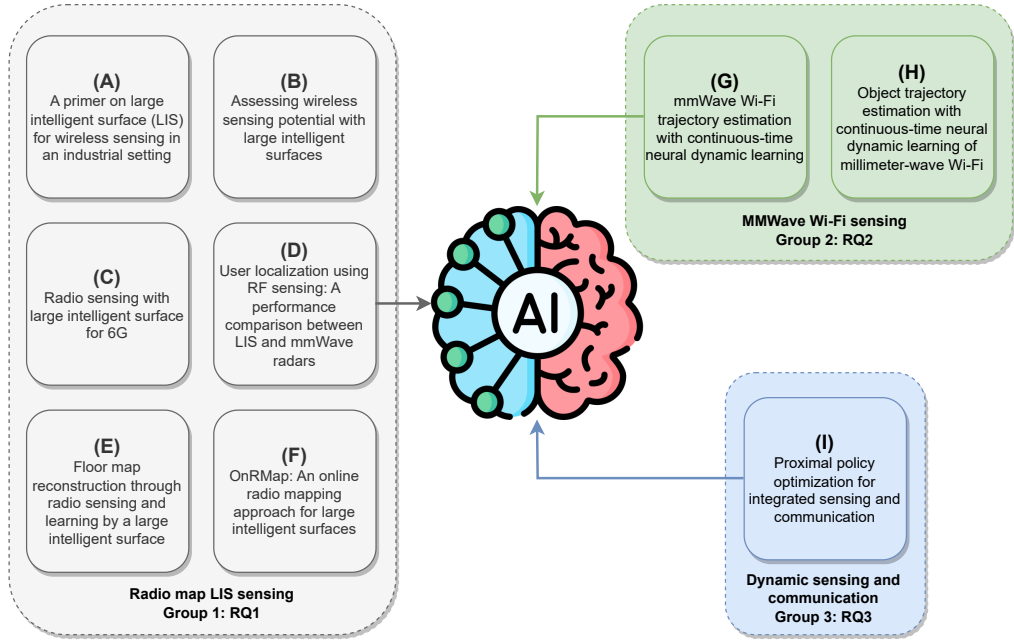 (A)
A primer on large
intelligent surface (LIS)
for wireless sensing in
an industrial setting
(B)
Assessing wireless
sensing potential with
large intelligent
surfaces
(C)
Radio sensing with
large intelligent surface
for 6G
(D)
User localization using
RF sensing: A
performance
comparison between
LIS and mmWave
radars
(E)
Floor map
reconstruction through
radio sensing and
learning by a large
intelligent surface
(F)
OnRMap: An online
radio mapping
approach for large
intelligent surfaces
Radio map LIS sensing
Group 1: RQ1
AI
(G)
mmWave Wi-Fi
trajectory estimation
with continuous-time
neural dynamic learning
(H)
Object trajectory
estimation with
continuous-time neural
dynamic learning of
millimeter-wave Wi-Fi
MMWave Wi-Fi sensing
Group 2: RQ2
(I)
Proximal policy
optimization for
integrated sensing and
communication
Dynamic sensing and
communication
Group 3: RQ3